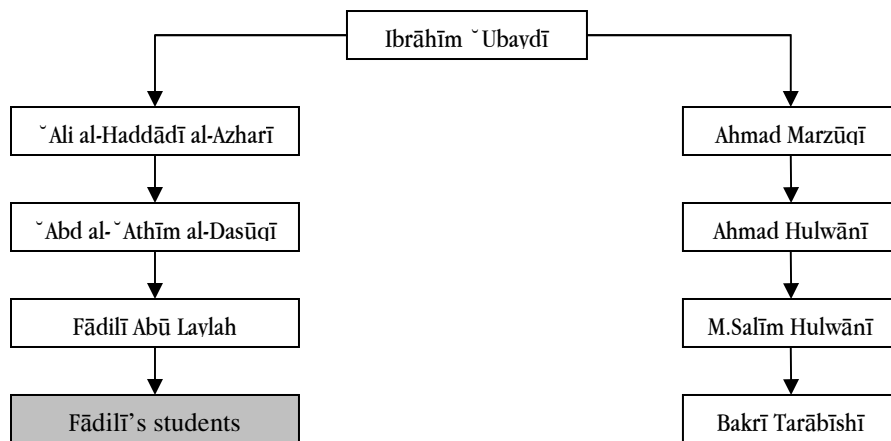 Ibrāhīm ˘Ubaydī
˘Ali al-Haddādī al-Azharī
Ahmad Marzūqī
˘Abd al-˘Athīm al-Dasūqī
Ahmad Hulwānī
Fādilī Abū Laylah
M.Salīm Hulwānī
Fādilī’s students
Bakrī Tarābīshī